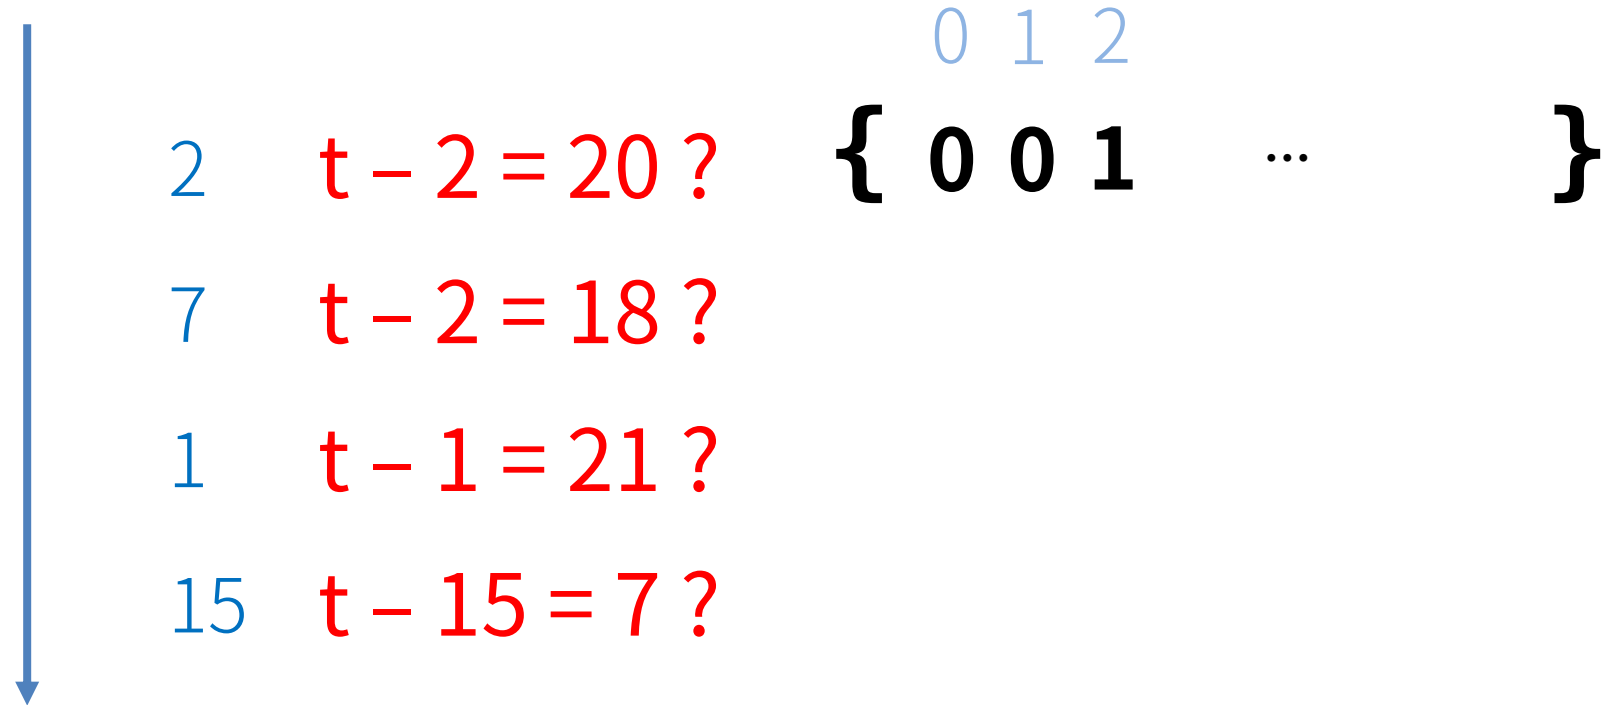 0 1 2
2 t – 2 = 20 ? { 0 0 1 ... }
7 t – 2 = 18 ?
1 t – 1 = 21 ?
15 t – 15 = 7 ?